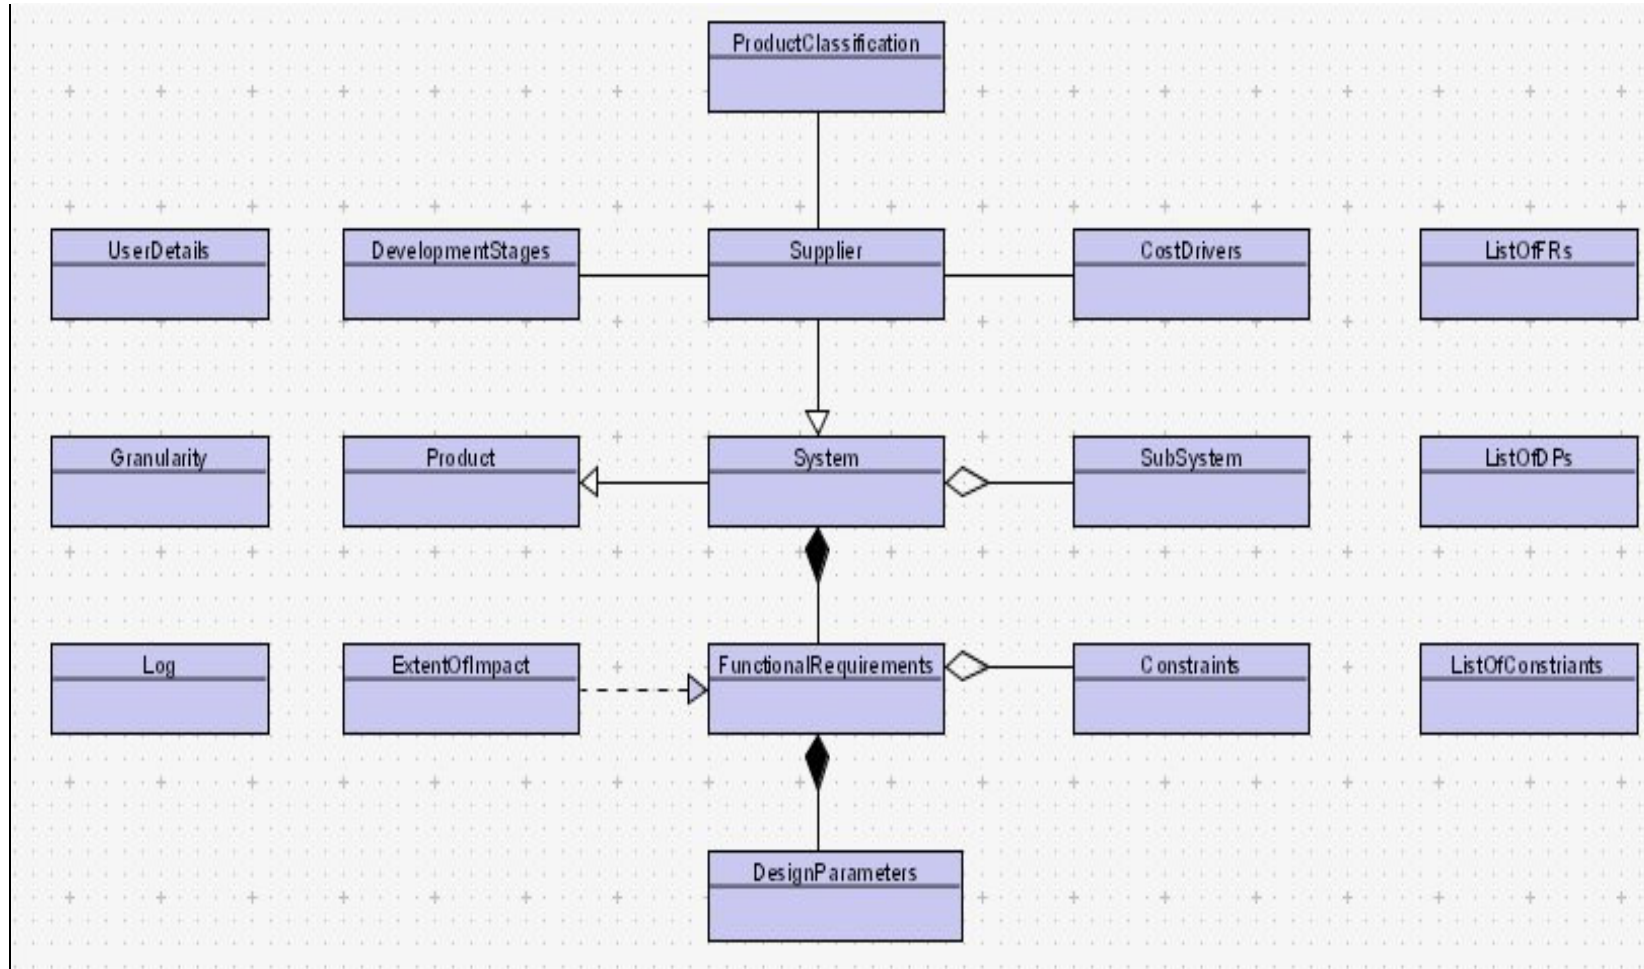 ProductClassification
UserDetails
DevelopmentStages
Supplier
CostDrivers
ListOfFRs
Granularity
Product
System
SubSystem
ListOfDPs
Log
ExtentOfImpact
FunctionalRequirements
Constraints
ListOfConstriants
DesignParameters